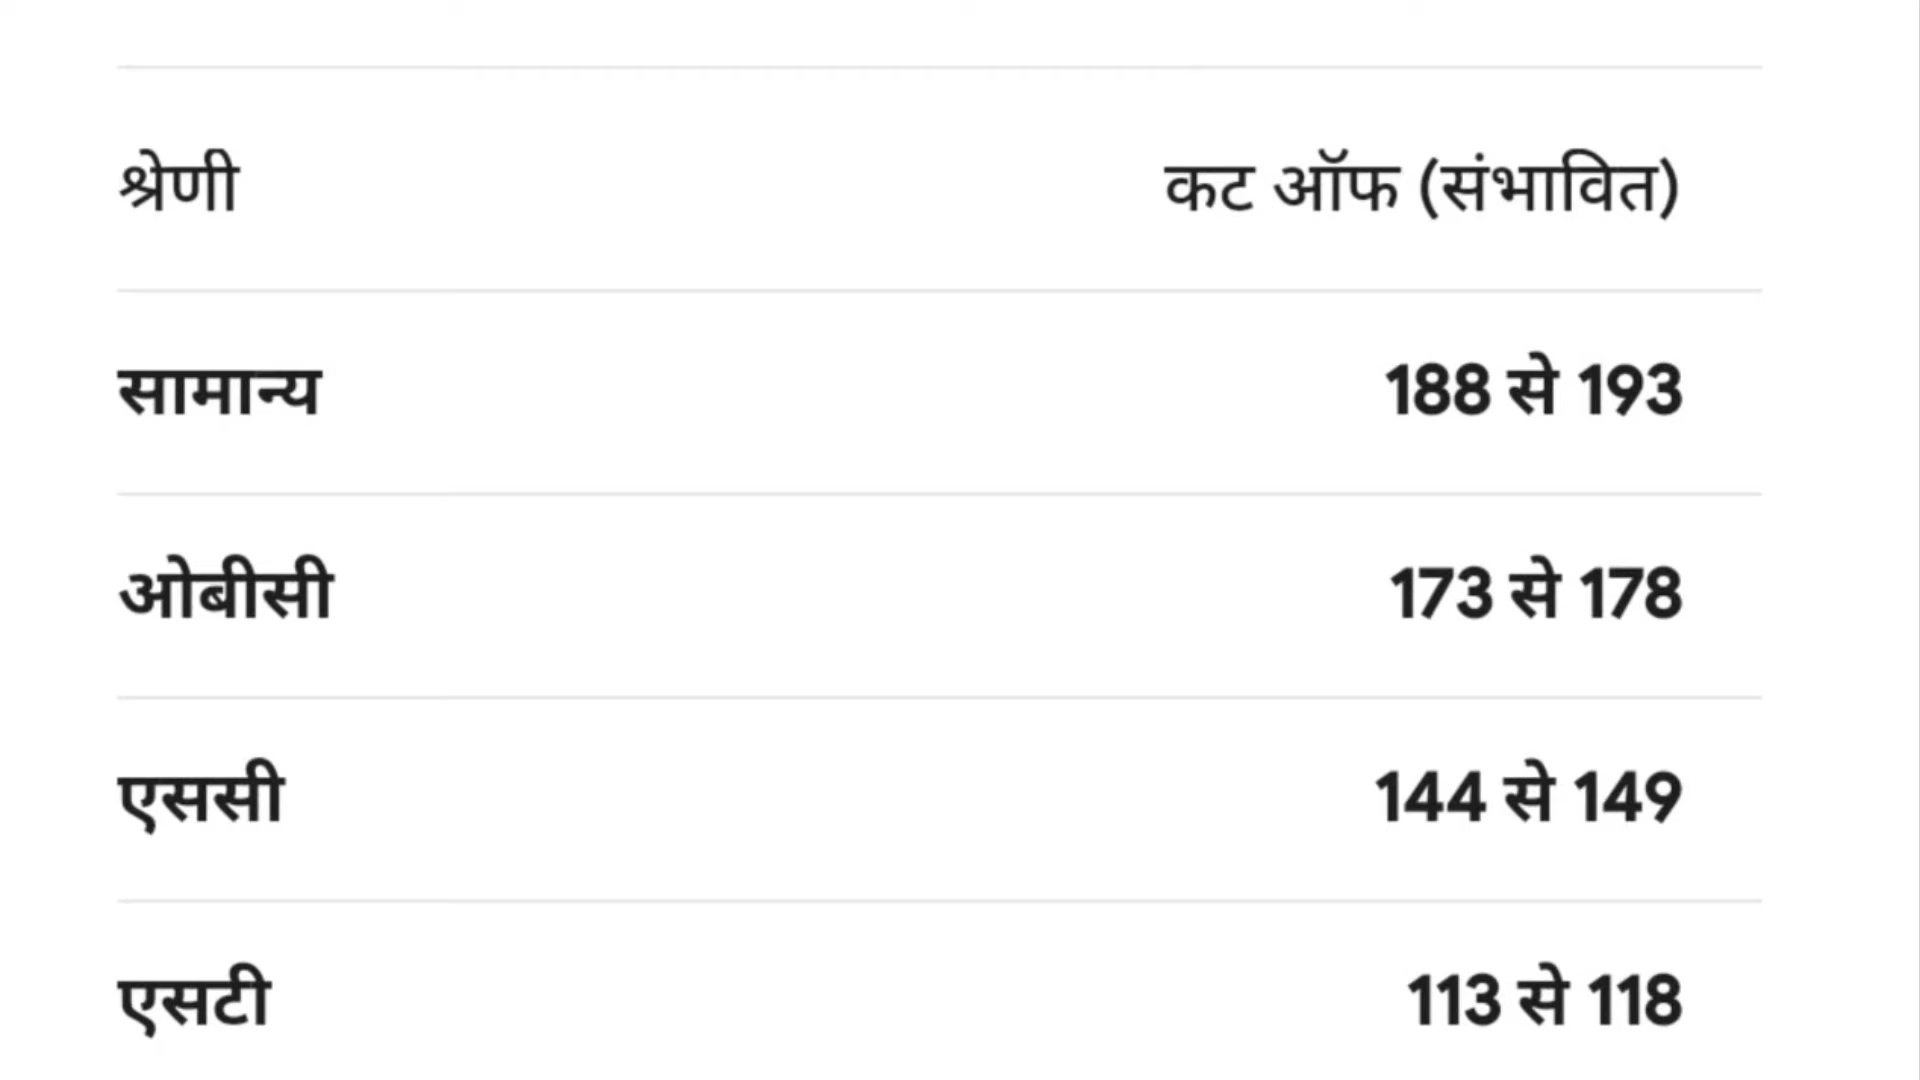 श्रेणी कट ऑफ (संभावित)
सामान्य 188 से 193
ओबीसी 173 से 178
एससी 144 से 149
एसटी 113 से 118